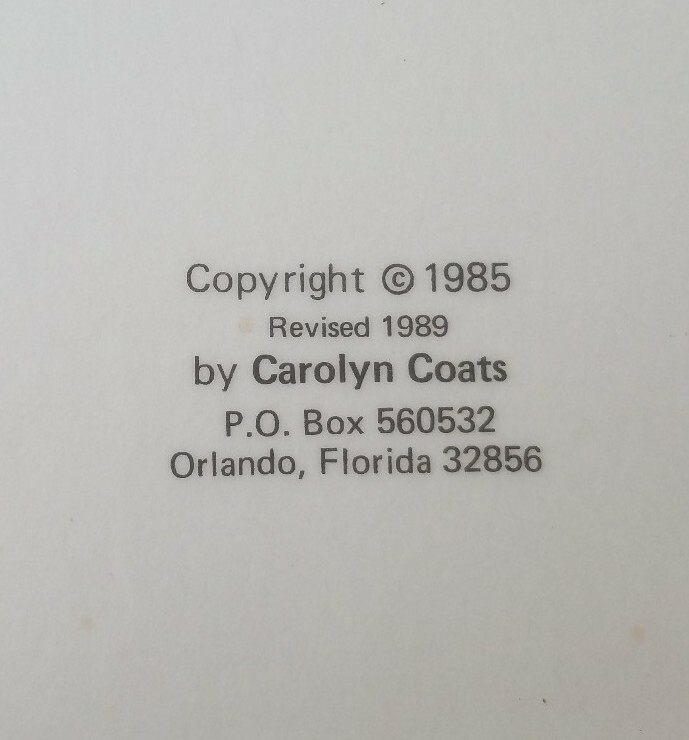 Copyright © 1985
Revised 1989
by Carolyn Coats
P.O. Box 560532
Orlando, Florida 32856